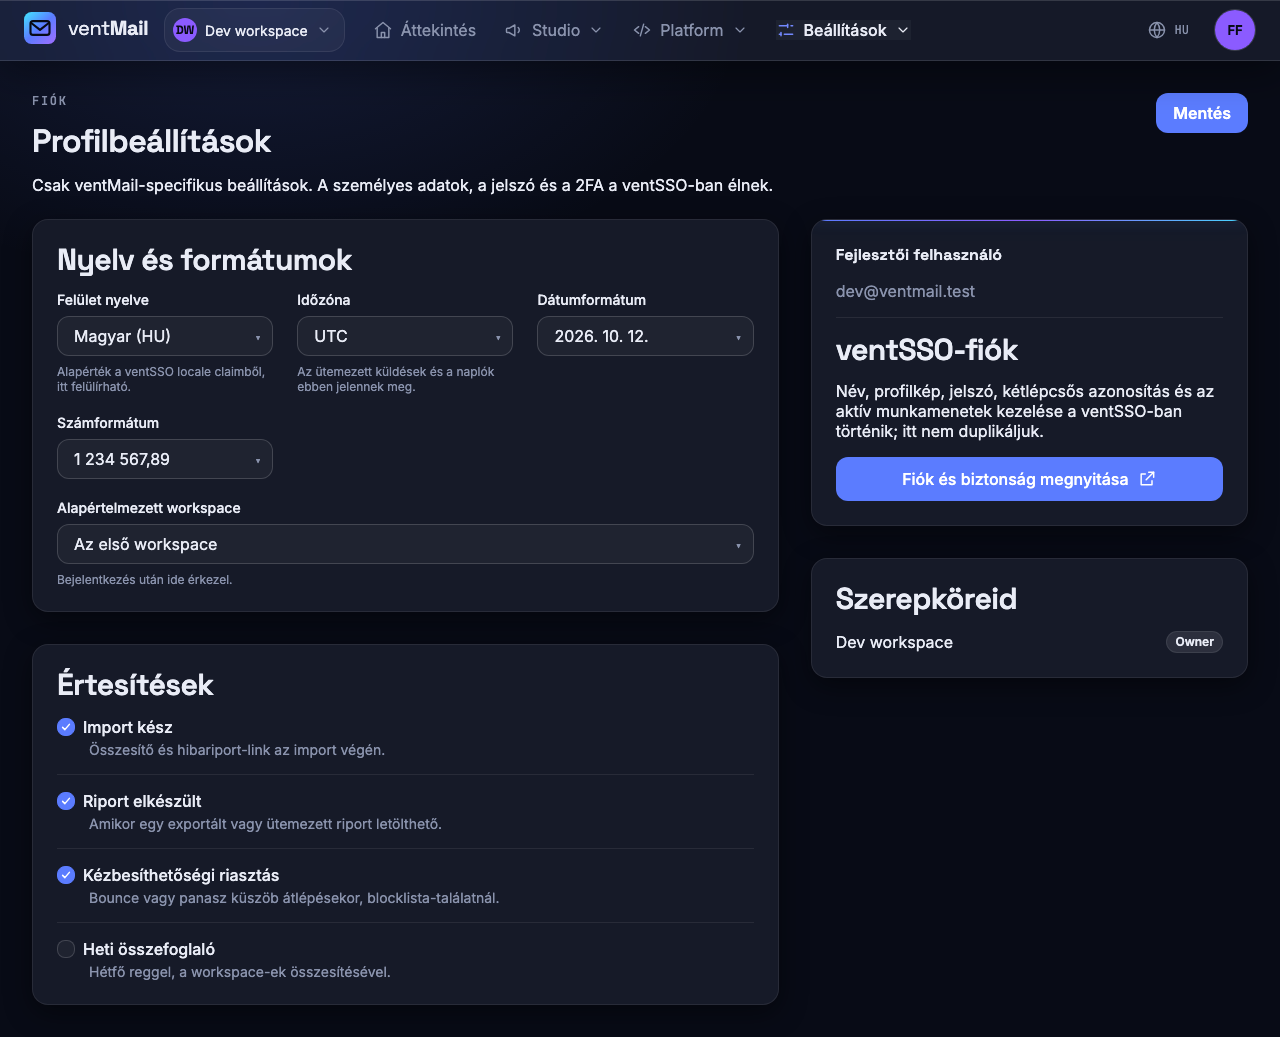 ventMail
DW Dev workspace
Áttekintés
Studio
Platform
Beállítások
HU
FF
FIÓK
Profilbeállítások
Mentés
Csak ventMail-specifikus beállítások. A személyes adatok, a jelszó és a 2FA a ventSSO-ban élnek.
Nyelv és formátumok
Felület nyelve
Magyar (HU)
Alapérték a ventSSO locale claimből,
itt felülírható.
Időzóna
UTC
Az ütemezett küldések és a naplók
ebben jelennek meg.
Dátumformátum
2026. 10. 12.
Számformátum
1 234 567,89
Alapértelmezett workspace
Az első workspace
Bejelentkezés után ide érkezel.
Értesítések
Import kész
Összesítő és hibariport-link az import végén.
Riport elkészült
Amikor egy exportált vagy ütemezett riport letölthető.
Kézbesíthetőségi riasztás
Bounce vagy panasz küszöb átlépésekor, blocklista-találatnál.
Heti összefoglaló
Hétfő reggel, a workspace-ek összesítésével.
Fejlesztői felhasználó
dev@ventmail.test
ventSSO-fiók
Név, profilkép, jelszó, kétlépcsős azonosítás és az
aktív munkamenetek kezelése a ventSSO-ban
történik; itt nem duplikáljuk.
Fiók és biztonság megnyitása
Szerepköreid
Dev workspace
Owner